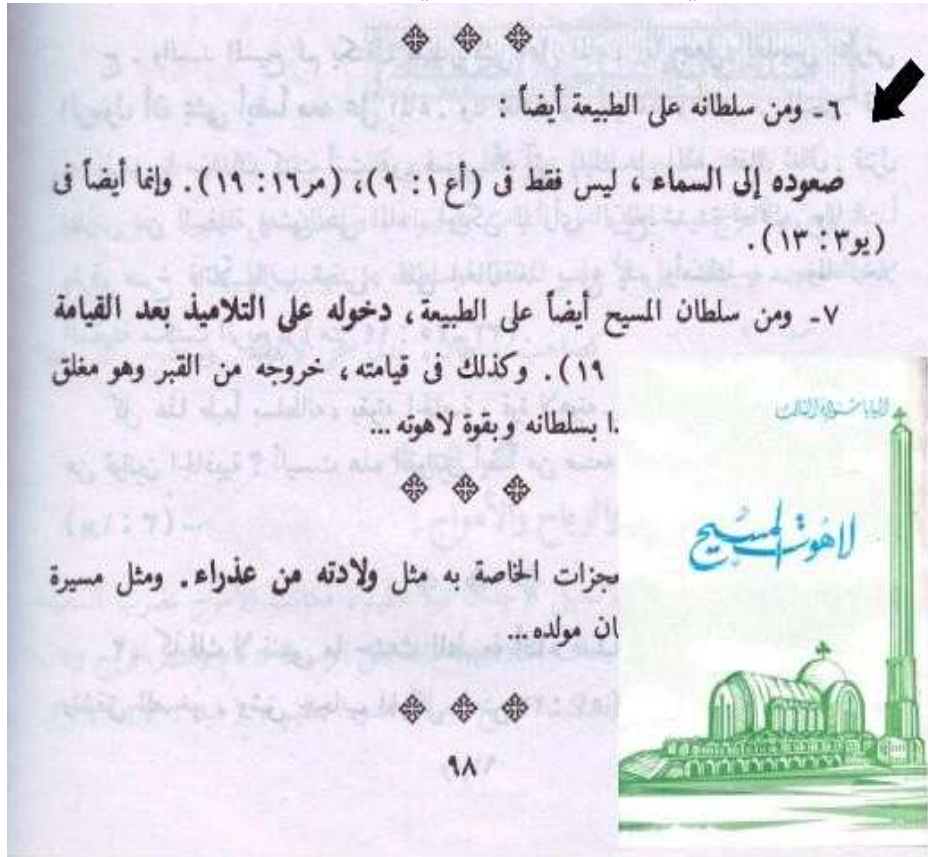 ٦ـ ومن سلطانه على الطبيعة أيضاً :
صعوده إلى السماء ، ليس فقط فى (أع١ : ٩)، (مر١٦: ١٩). وإنما أيضاً فى
(يو٣ : ١٣).
٧ـ ومن سلطان المسيح أيضاً على الطبيعة، دخوله على التلاميذ بعد القيامة
١٩). وكذلك فى قيامته، خروجه من القبر وهو مغلق
ذا بسلطانه وبقوة لاهوته ...
عجزات الخاصة به مثل ولادته من عذراء. ومثل مسيرة
ان مولده...
٩٨
البابا شنوده الثالث
لاهوت المسيح